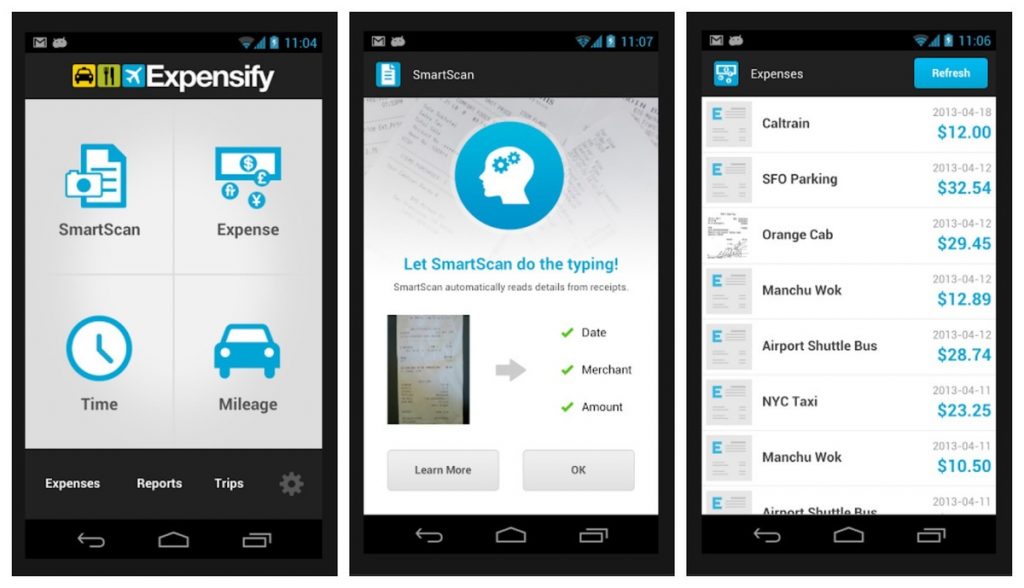 11:04
Expensify
SmartScan
Expense
Time
Mileage
Expenses Reports Trips
11:07
SmartScan
Let SmartScan do the typing!
SmartScan automatically reads details from receipts.
Date
Merchant
Amount
Learn More OK
11:06
Expenses Refresh
2013-04-18
Caltrain
$12.00
2013-04-12
SFO Parking
$32.54
2013-04-12
Orange Cab
$29.45
2013-04-12
Manchu Wok
$12.89
2013-04-12
Airport Shuttle Bus
$28.74
2013-04-11
NYC Taxi
$23.25
2013-04-11
Manchu Wok
$10.50
2013-04-11
Airport Shuttle Bus